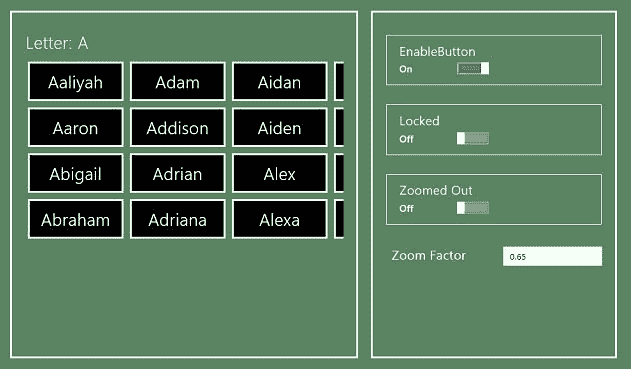 Letter: A
Aaliyah Adam Aidan
Aaron Addison Aiden
Abigail Adrian Alex
Abraham Adriana Alexa
EnableButton
On
Locked
Off
Zoomed Out
Off
Zoom Factor 0.65